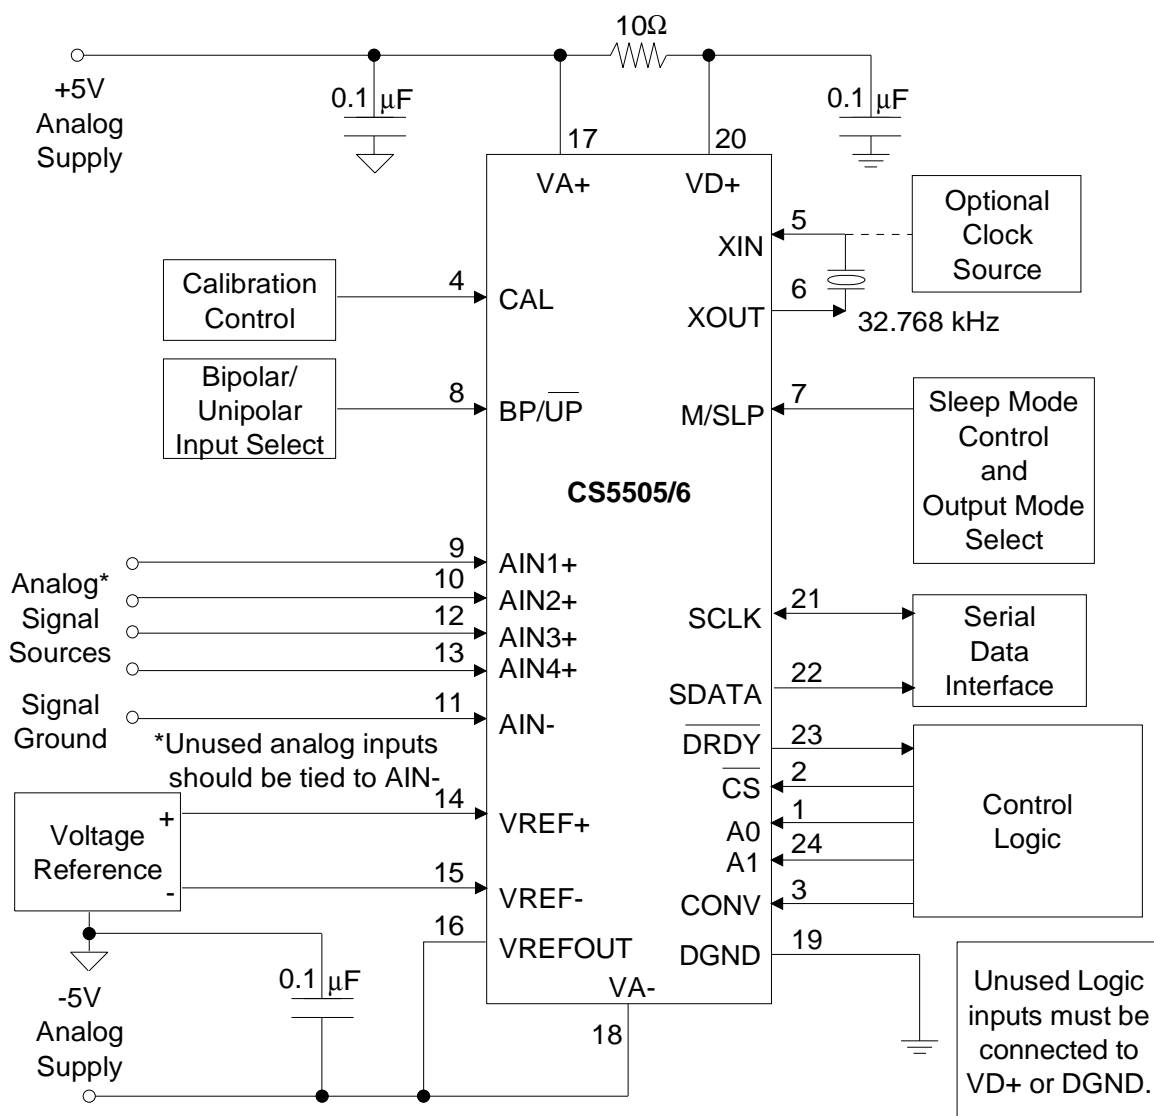 10Ω
+5V
Analog
Supply
0.1 µF
0.1 µF
17
20
VA+
VD+
Optional
Clock
Source
5
XIN
6
XOUT
32.768 kHz
Calibration
Control
4
CAL
Bipolar/
Unipolar
Input Select
8
BP/U̅P̅
7
M/SLP
Sleep Mode
Control
and
Output Mode
Select
CS5505/6
Analog*
Signal
Sources
9
AIN1+
10
AIN2+
12
AIN3+
13
AIN4+
Signal
Ground
11
AIN-
*Unused analog inputs
should be tied to AIN-
21
SCLK
22
SDATA
Serial
Data
Interface
23
D̅R̅D̅Y̅
2
C̅S̅
1
A0
24
A1
3
CONV
Control
Logic
Voltage
Reference
+
-
14
VREF+
15
VREF-
16
VREFOUT
19
DGND
0.1 µF
VA-
18
-5V
Analog
Supply
Unused Logic
inputs must be
connected to
VD+ or DGND.